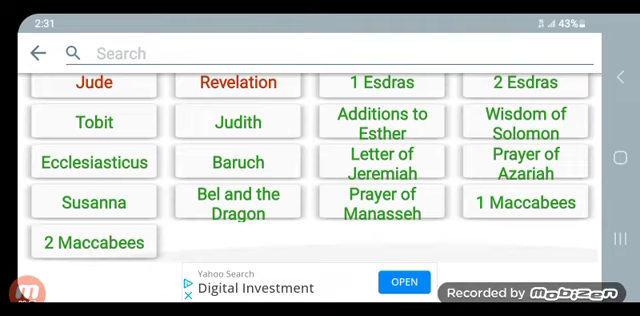 2:31
43%
Search
Jude
Revelation
1 Esdras
2 Esdras
Tobit
Judith
Additions to
Esther
Wisdom of
Solomon
Ecclesiasticus
Baruch
Letter of
Jeremiah
Prayer of
Azariah
Susanna
Bel and the
Dragon
Prayer of
Manasseh
1 Maccabees
2 Maccabees
Yahoo Search
Digital Investment
OPEN
Recorded by mobizen